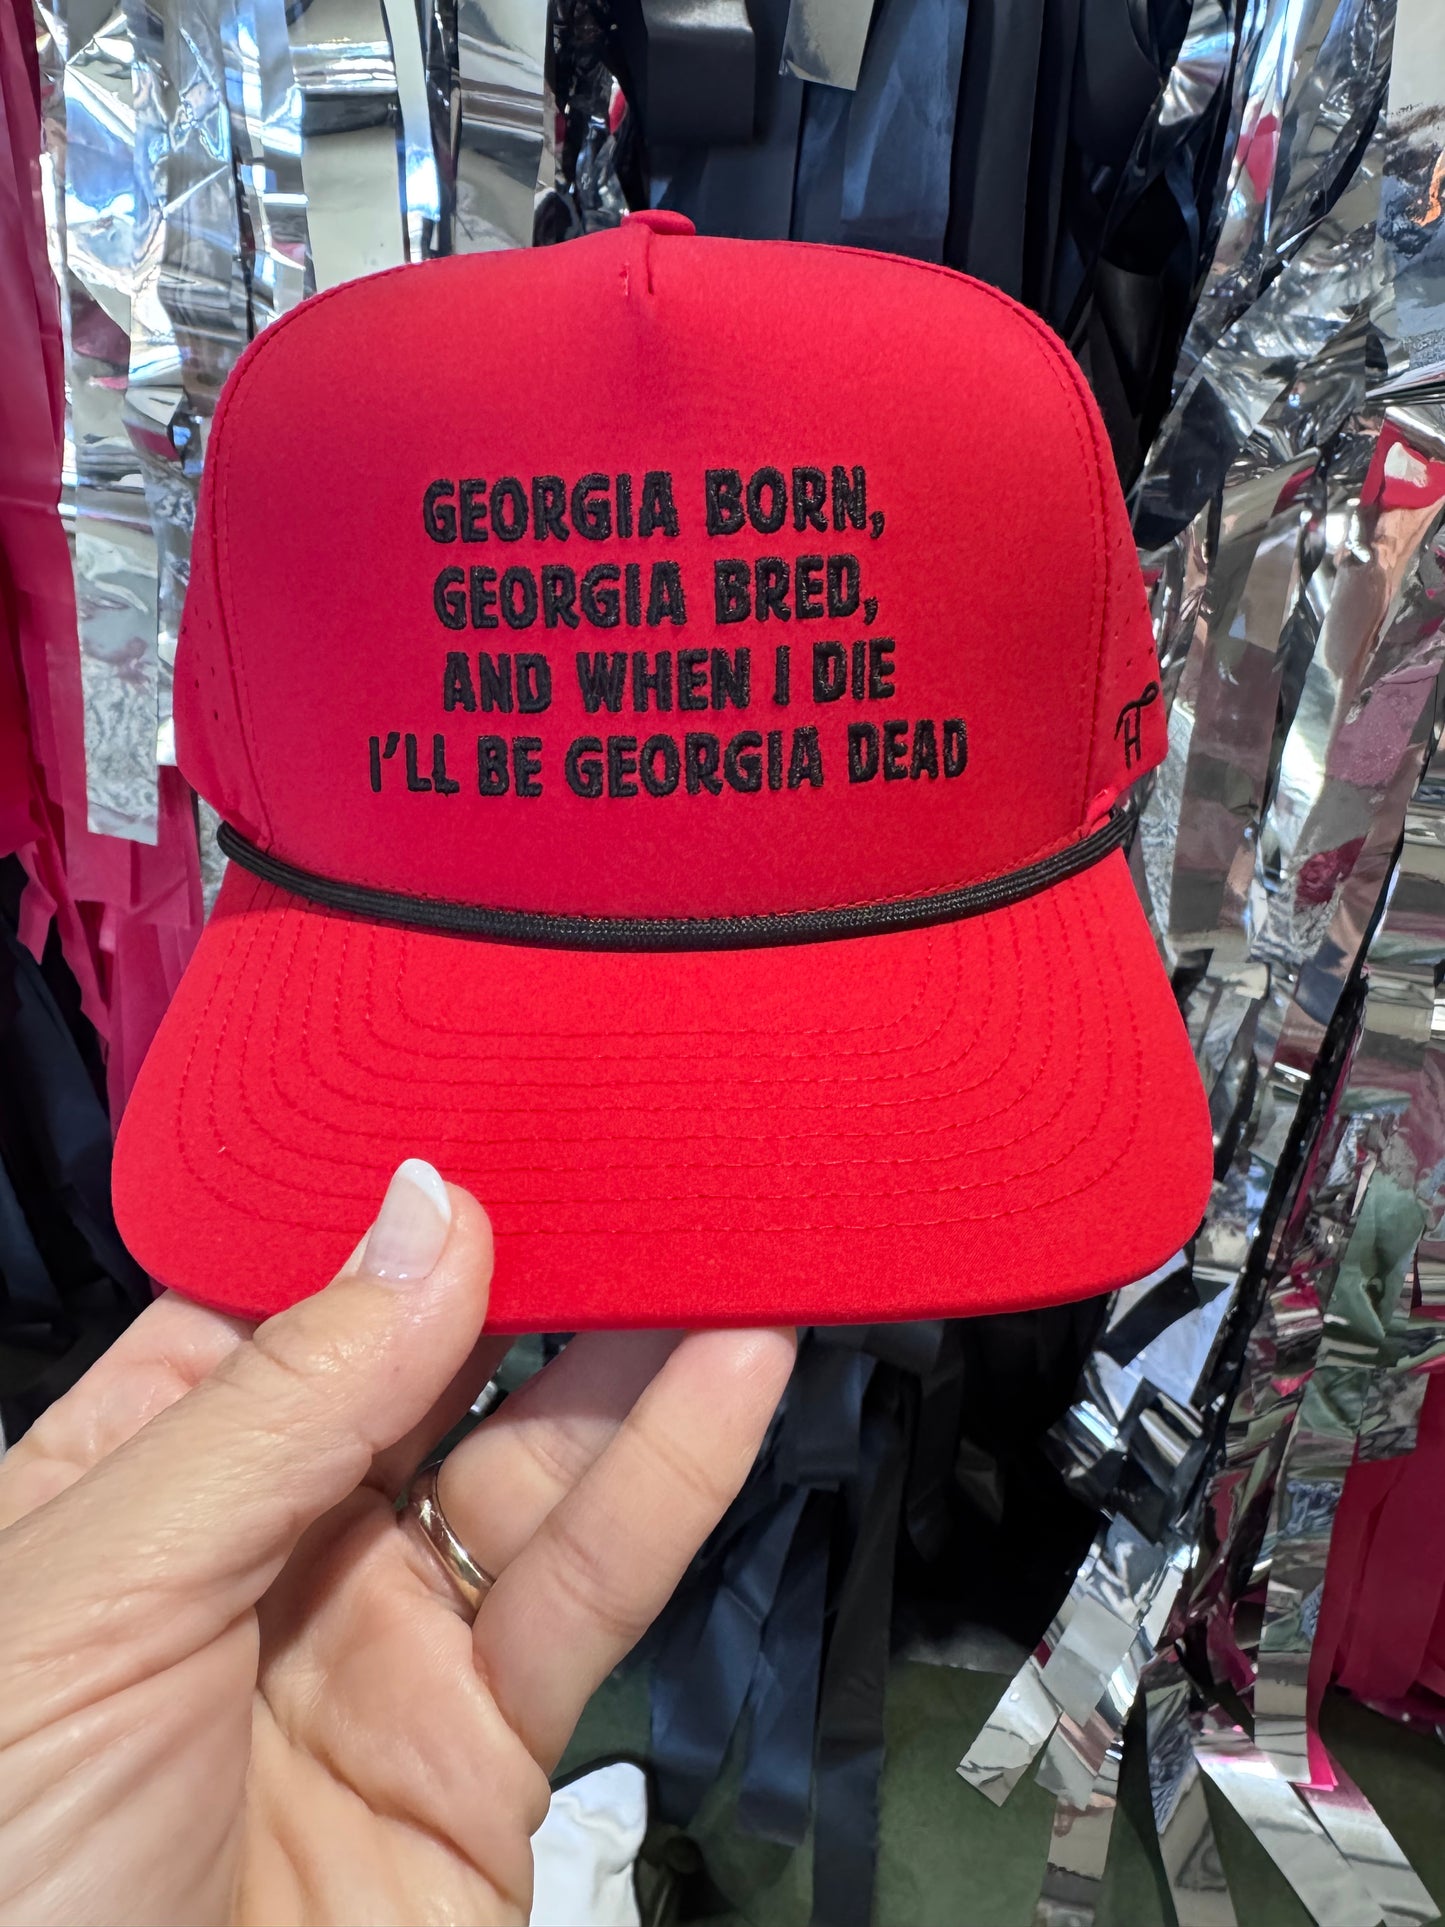 GEORGIA BORN,
GEORGIA BRED,
AND WHEN I DIE
I'LL BE GEORGIA DEAD